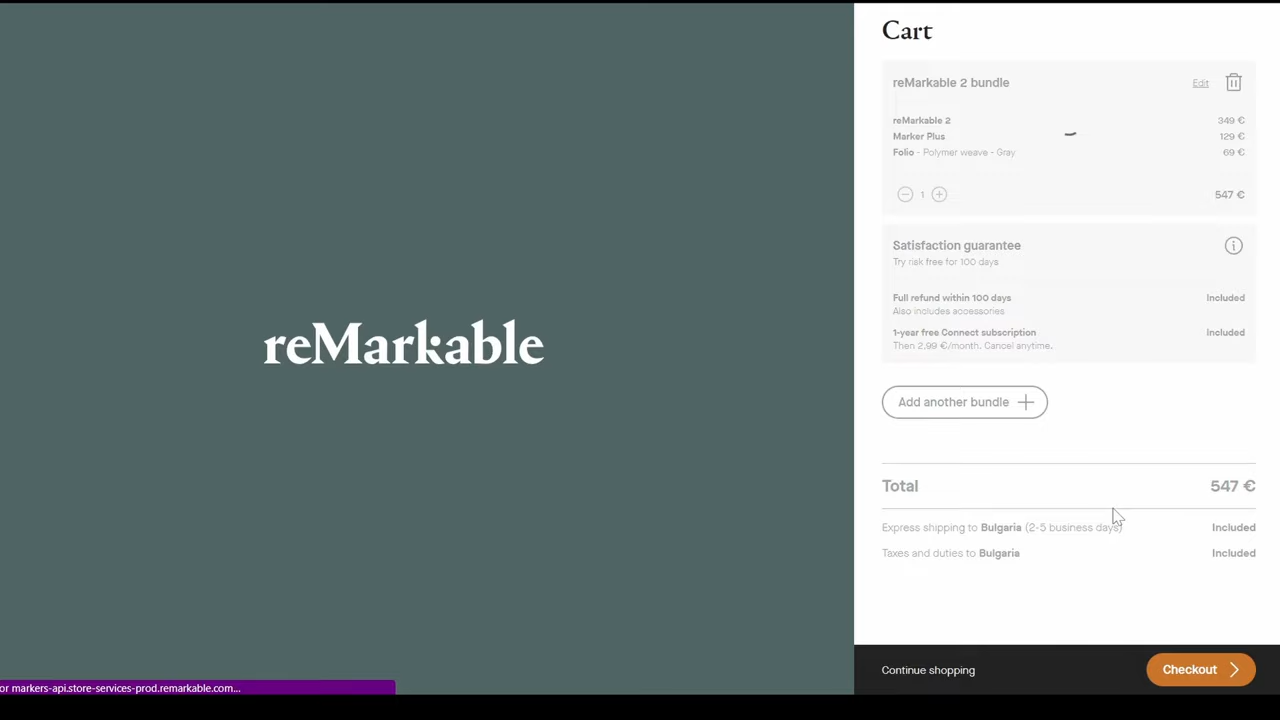 Cart
reMarkable 2 bundle
Edit
reMarkable 2 349 €
Marker Plus 129 €
Folio - Polymer weave - Gray 69 €
1 547 €
Satisfaction guarantee
Try risk free for 100 days
Full refund within 100 days Included
Also includes accessories
1-year free Connect subscription Included
Then 2,99 €/month. Cancel anytime.
reMarkable
Add another bundle
Total 547 €
Express shipping to Bulgaria (2-5 business days) Included
Taxes and duties to Bulgaria Included
Continue shopping
Checkout
or markers-api.store-services-prod.remarkable.com...